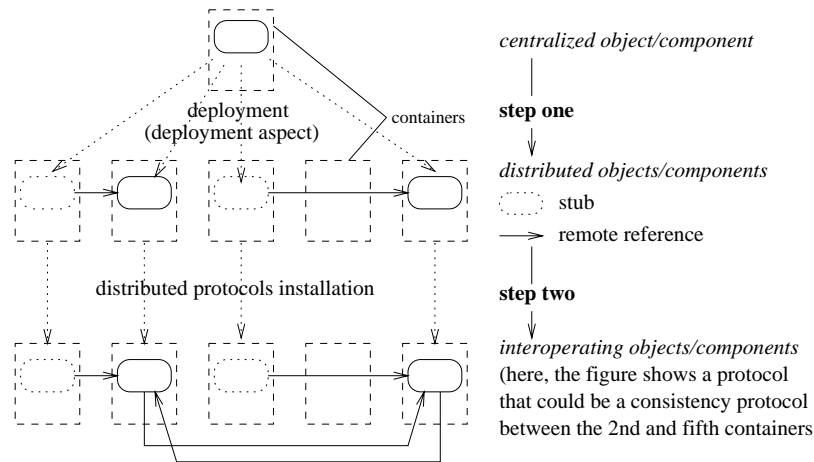 centralized object/component
deployment
(deployment aspect)
containers
step one
distributed objects/components
stub
remote reference
distributed protocols installation
step two
interoperating objects/components
(here, the figure shows a protocol
that could be a consistency protocol
between the 2nd and fifth containers